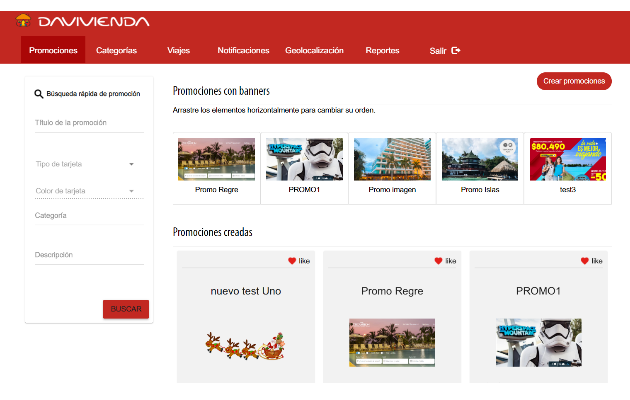 DAVIVIENDA
Promociones Categorías Viajes Notificaciones Geolocalización Reportes Salir
Crear promociones
Búsqueda rápida de promoción
Título de la promoción
Tipo de tarjeta
Color de tarjeta
Categoría
Descripción
BUSCAR
Promociones con banners
Arrastre los elementos horizontalmente para cambiar su orden.
$80,490
Promo Regre PROMO1 Promo imagen Promo Islas test3
Promociones creadas
like like like
nuevo test Uno Promo Regre PROMO1